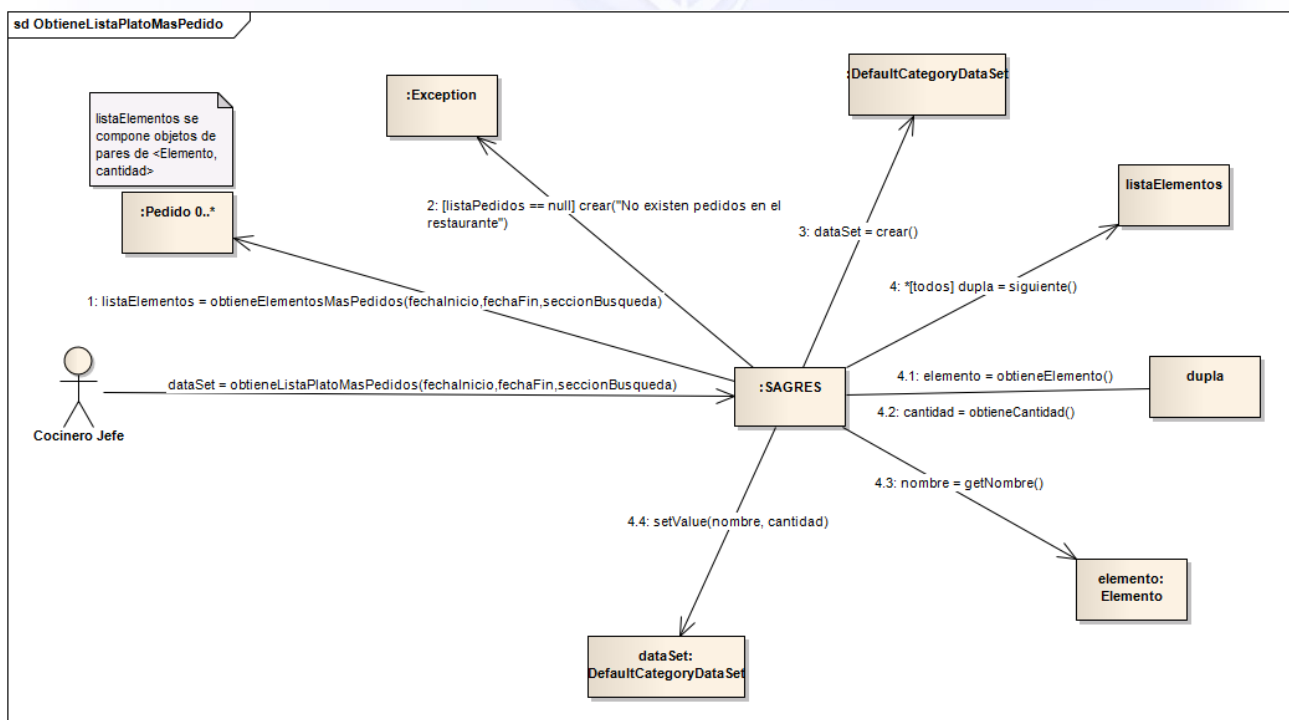 sd ObtieneListaPlatoMasPedido
:DefaultCategoryDataSet
:Exception
listaElementos se
compone objetos de
pares de <Elemento,
cantidad>
listaElementos
:Pedido 0..*
2: [listaPedidos == null] crear("No existen pedidos en el
restaurante")
3: dataSet = crear()
4: *[todos] dupla = siguiente()
1: listaElementos = obtieneElementosMasPedidos(fechaInicio,fechaFin,seccionBusqueda)
dataSet = obtieneListaPlatoMasPedidos(fechaInicio,fechaFin,seccionBusqueda)
:SAGRES
4.1: elemento = obtieneElemento()
dupla
4.2: cantidad = obtieneCantidad()
Cocinero Jefe
4.3: nombre = getNombre()
4.4: setValue(nombre, cantidad)
elemento:
Elemento
dataSet:
DefaultCategoryDataSet